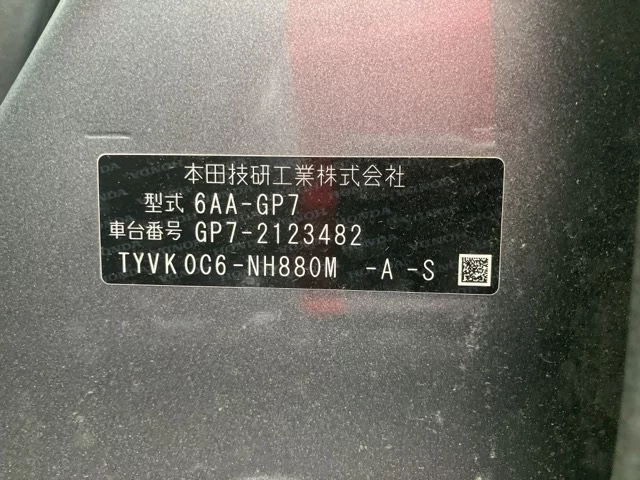 本田技研工業株式会社
型式 6AA-GP7
車台番号 GP7-2123482
TYVK0C6-NH880M -A -S